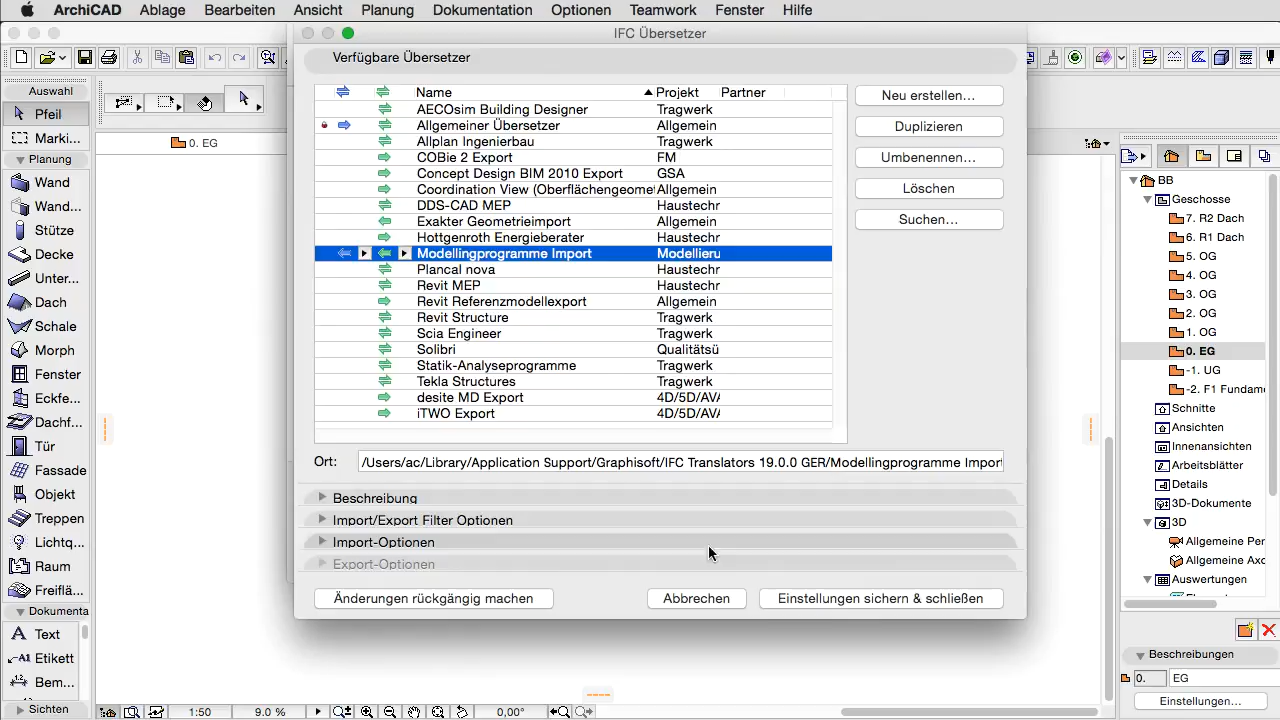 ArchiCAD Ablage Bearbeiten Ansicht Planung Dokumentation Optionen Teamwork Fenster Hilfe
IFC Übersetzer
Verfügbare Übersetzer
Name Projekt Partner
AECOsim Building Designer Tragwerk
Allgemeiner Übersetzer Allgemein
Allplan Ingenierbau Tragwerk
COBie 2 Export FM
Concept Design BIM 2010 Export GSA
Coordination View (Oberflächengeomet Allgemein
DDS-CAD MEP Haustechr
Exakter Geometrieimport Allgemein
Hottgenroth Energieberater Haustechr
Modellingprogramme Import Modellieru
Plancal nova Haustechr
Revit MEP Haustechr
Revit Referenzmodellexport Allgemein
Revit Structure Tragwerk
Scia Engineer Tragwerk
Solibri Qualitätsü
Statik-Analyseprogramme Tragwerk
Tekla Structures Tragwerk
desite MD Export 4D/5D/AVA
iTWO Export 4D/5D/AVA
Neu erstellen...
Duplizieren
Umbenennen...
Löschen
Suchen...
Ort: /Users/ac/Library/Application Support/Graphisoft/IFC Translators 19.0.0 GER/Modellingprogramme Import
Beschreibung
Import/Export Filter Optionen
Import-Optionen
Export-Optionen
Änderungen rückgängig machen Abbrechen Einstellungen sichern & schließen
Auswahl
Pfeil
Marki...
Planung
Wand
Wand...
Stütze
Decke
Unter...
Dach
Schale
Morph
Fenster
Eckfe...
Dachf...
Tür
Fassade
Objekt
Treppen
Lichtq...
Raum
Freiflä...
Dokumenta
Text
A1 Etikett
Bem...
Sichten
0. EG
1:50 9.0 % 0,00°
BB
Geschosse
7. R2 Dach
6. R1 Dach
5. OG
4. OG
3. OG
2. OG
1. OG
0. EG
-1. UG
-2. F1 Fundame
Schnitte
Ansichten
Innenansichten
Arbeitsblätter
Details
3D-Dokumente
3D
Allgemeine Per
Allgemeine Axo
Auswertungen
Beschreibungen
0. EG
Einstellungen...